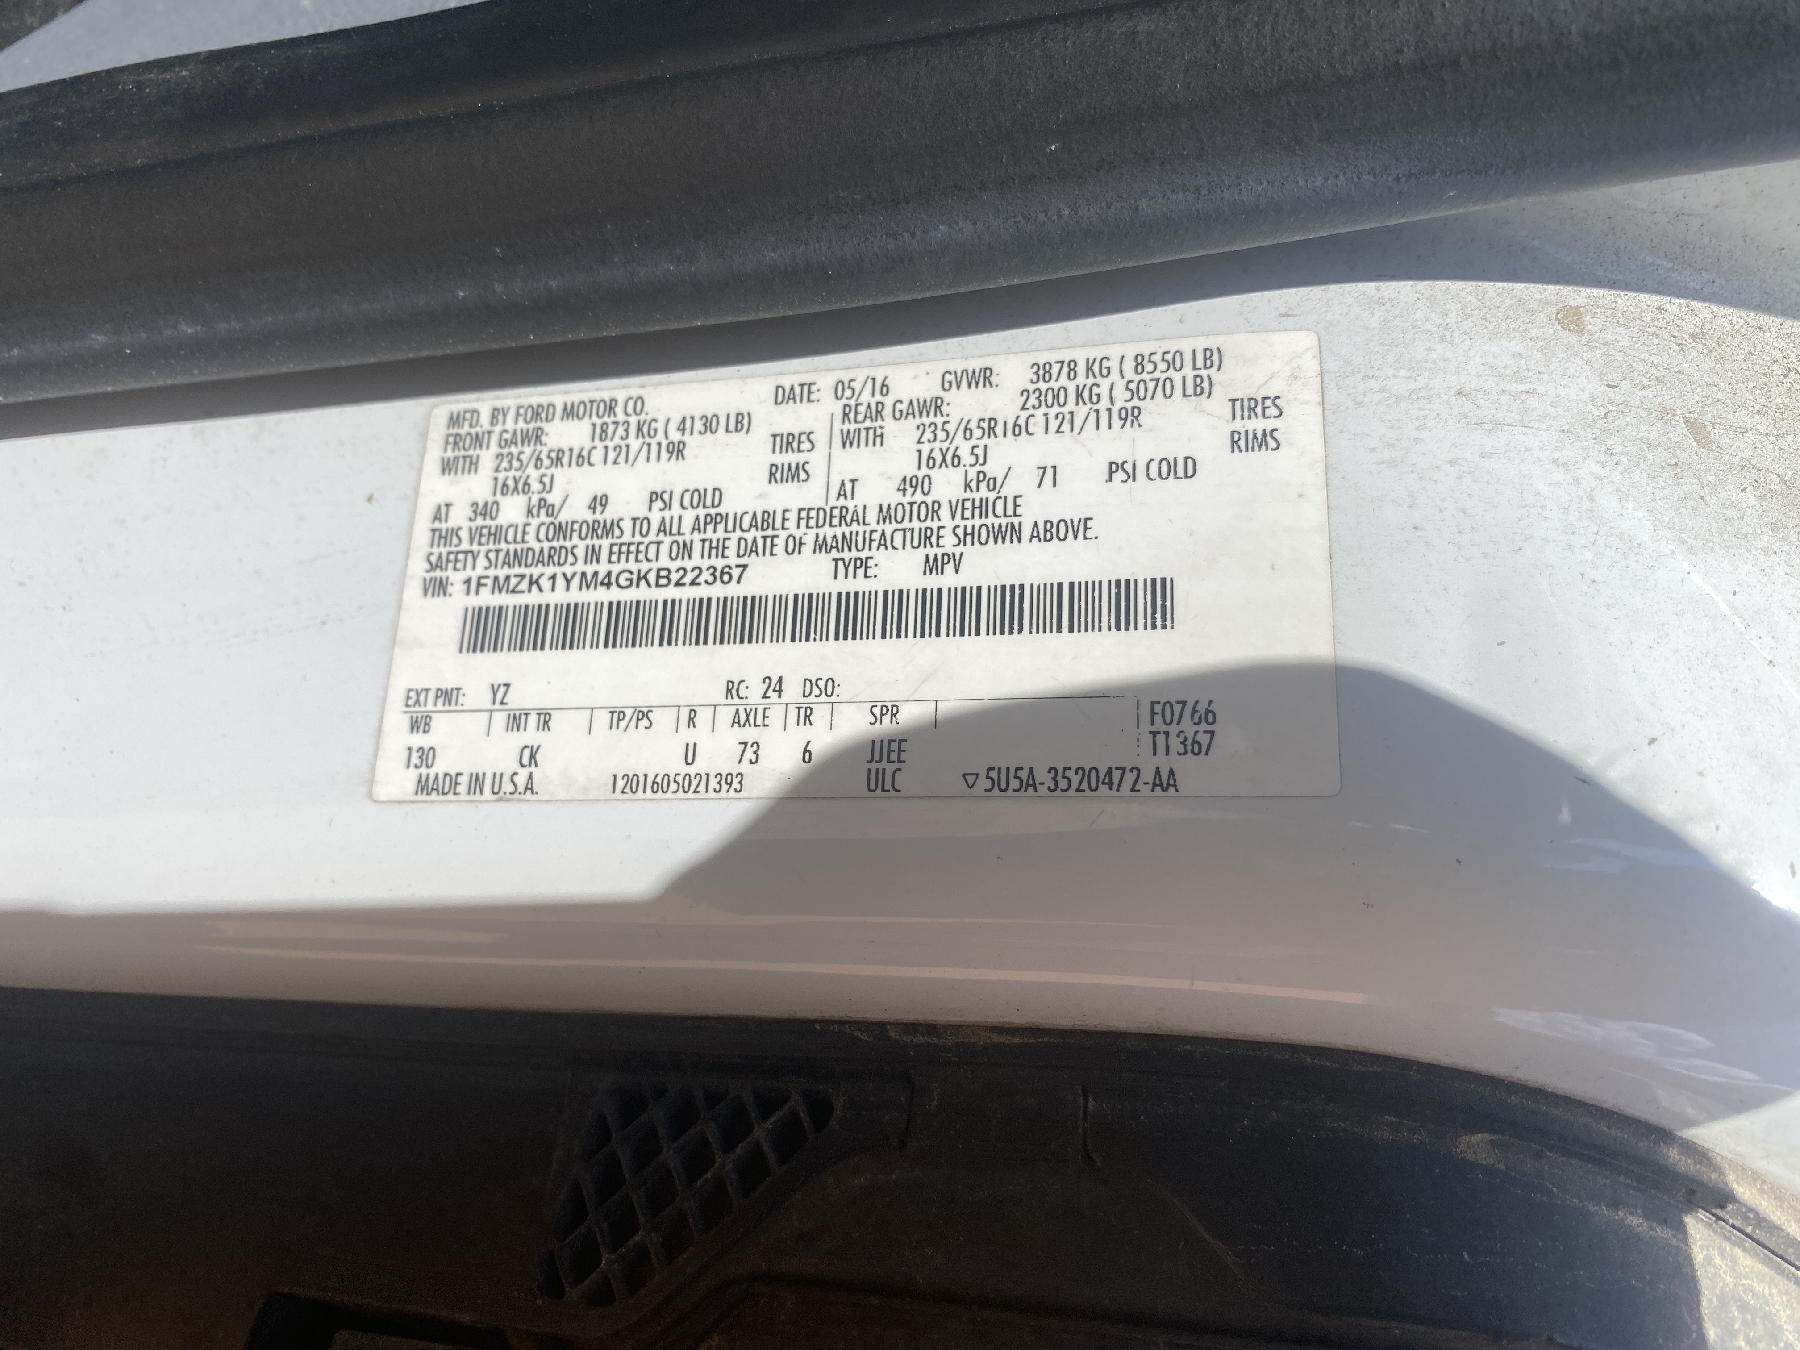 MFD. BY FORD MOTOR CO. DATE: 05/16 GVWR: 3878 KG ( 8550 LB)
FRONT GAWR: 1873 KG ( 4130 LB) REAR GAWR: 2300 KG ( 5070 LB)
WITH 235/65R16C 121/119R TIRES WITH 235/65R16C 121/119R TIRES
16X6.5J RIMS 16X6.5J RIMS
AT 340 kPa/ 49 PSI COLD AT 490 kPa/ 71 PSI COLD
THIS VEHICLE CONFORMS TO ALL APPLICABLE FEDERAL MOTOR VEHICLE
SAFETY STANDARDS IN EFFECT ON THE DATE OF MANUFACTURE SHOWN ABOVE.
VIN: 1FMZK1YM4GKB22367 TYPE: MPV
EXT PNT: YZ RC: 24 DSO:
WB INT TR TP/PS R AXLE TR SPR F0766
130 CK U 73 6 JJEE T1367
MADE IN U.S.A. 1201605021393 ULC ▽5U5A-3520472-AA